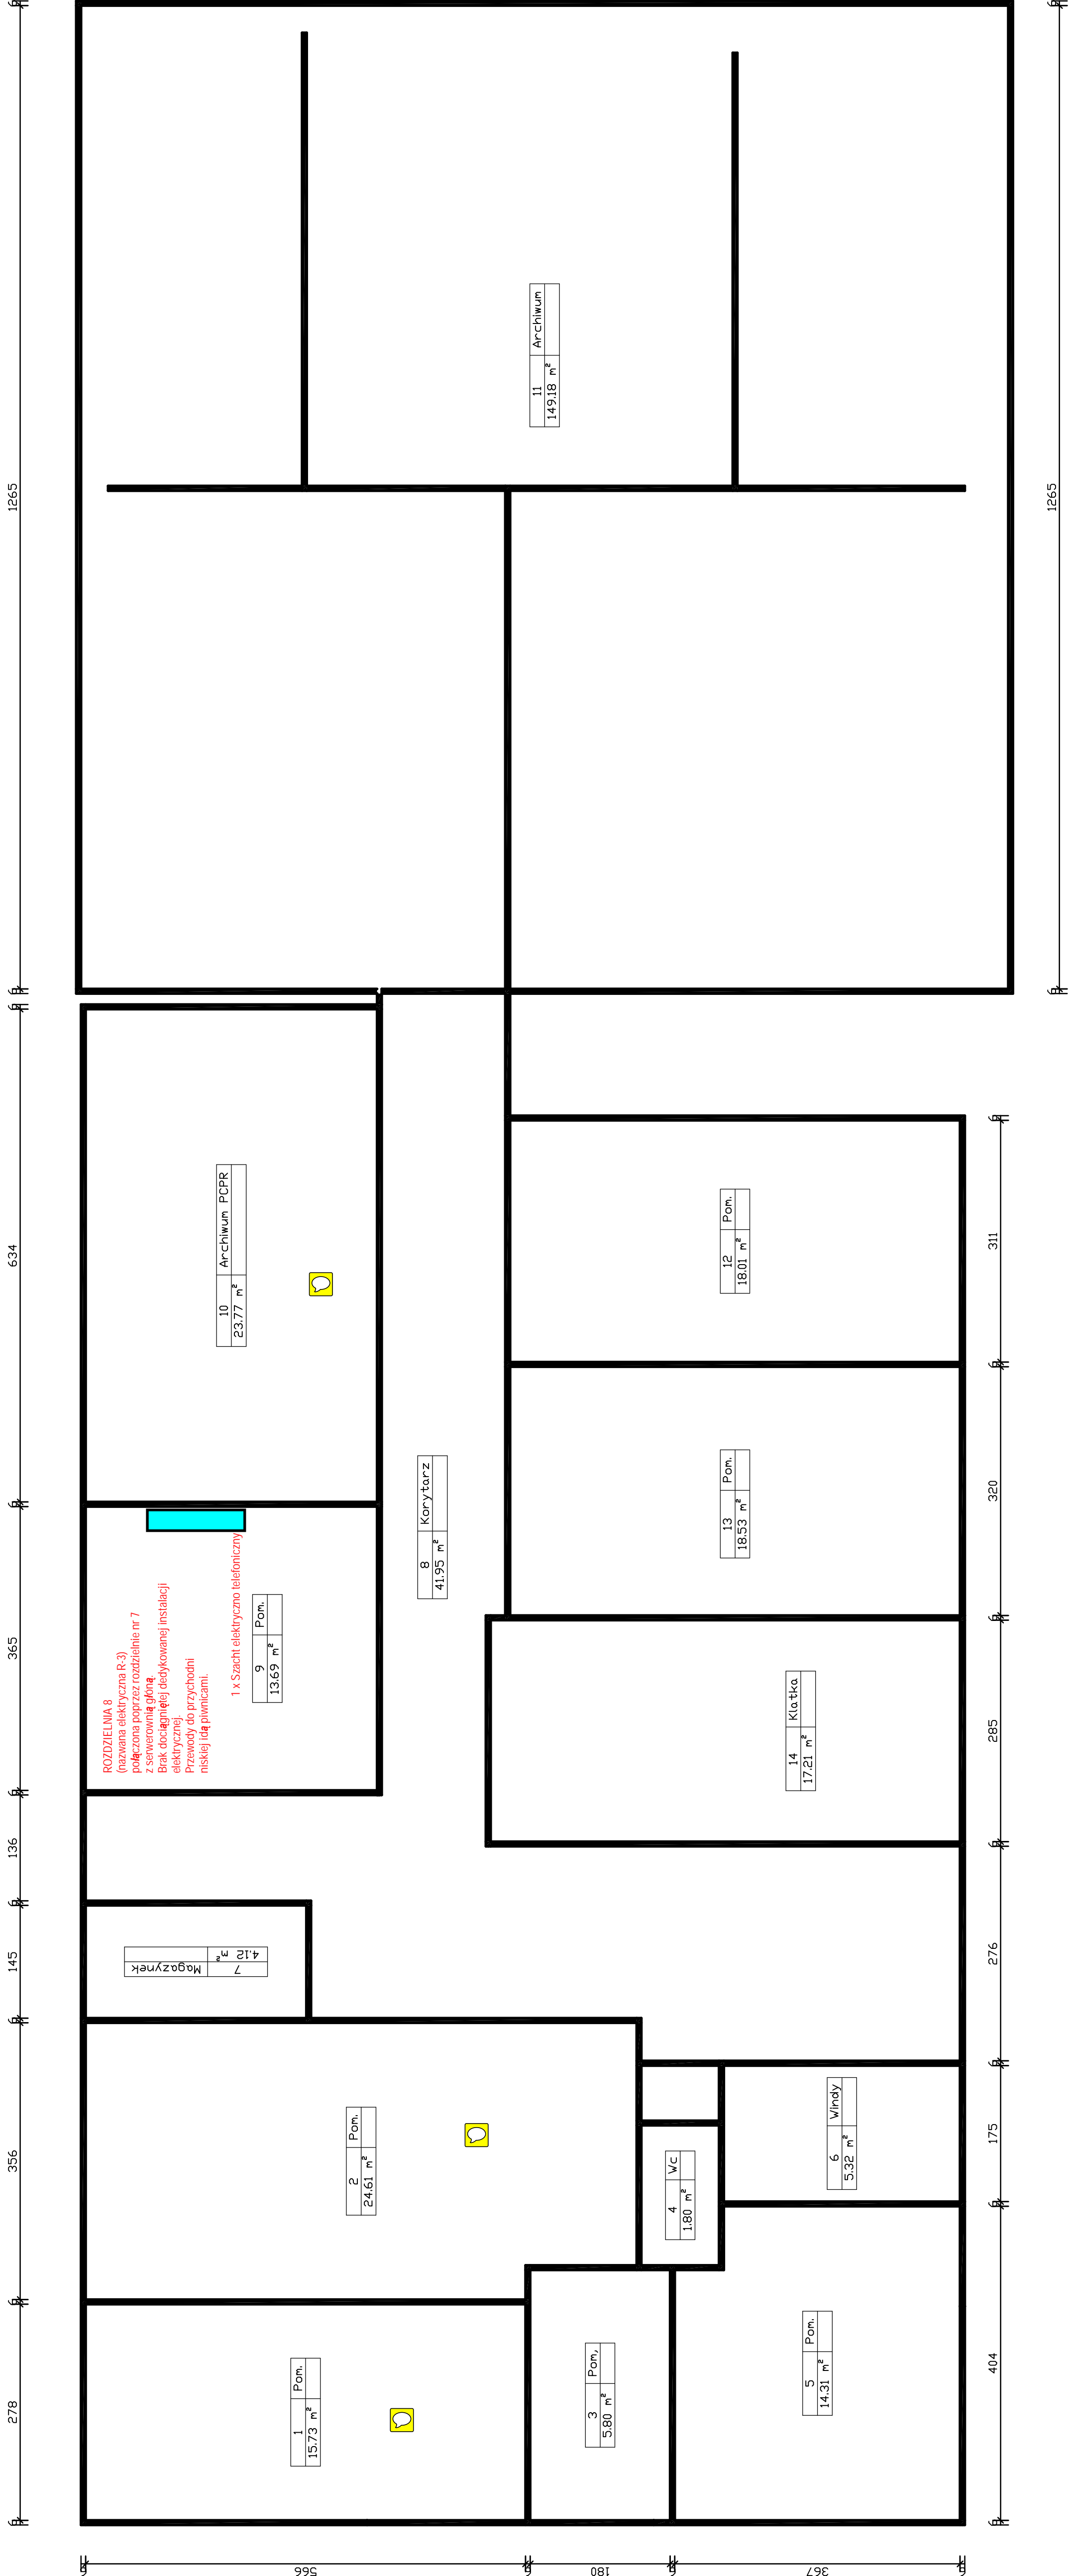 1265
1265
11 Archiwum
149.18 m²
634
10 Archiwum PCPR
23.77 m²
12 Pom.
18.01 m²
311
8 Korytarz
41.95 m²
13 Pom.
18.53 m²
320
365
ROZDZIELNIA 8
(nazwana elektryczna R-3)
połączona poprzez rozdzielnie nr 7
z serwerownią głóną.
Brak dociągniętej dedykowanej instalacji
elektrycznej.
Przewody do przychodni
niskiej idą piwnicami.
1 x Szacht elektryczno telefoniczny
9 Pom.
13.69 m²
14 Klatka
17.21 m²
285
136
145
7 Magazynek
4.12 m²
276
356
2 Pom.
24.61 m²
4 Wc
1.80 m²
6 Windy
5.32 m²
175
278
1 Pom.
15.73 m²
3 Pom,
5.80 m²
5 Pom.
14.31 m²
404
566
180
367